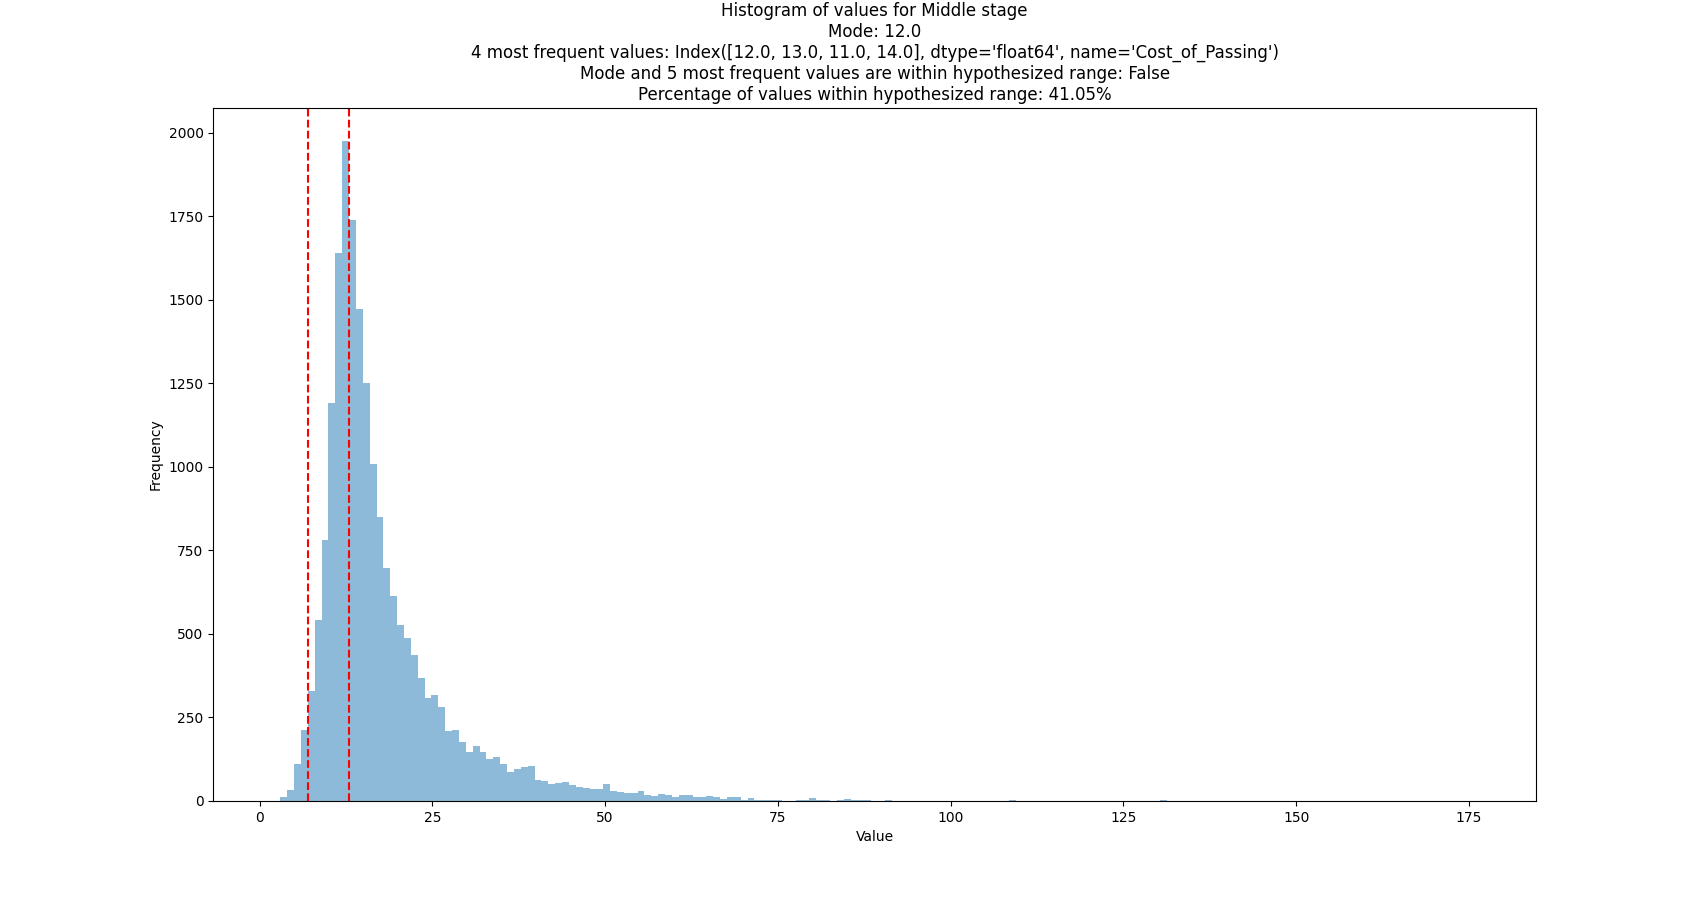 Histogram of values for Middle stage
Mode: 12.0
4 most frequent values: Index([12.0, 13.0, 11.0, 14.0], dtype='float64', name='Cost_of_Passing')
Mode and 5 most frequent values are within hypothesized range: False
Percentage of values within hypothesized range: 41.05%
2000
1750
1500
1250
1000
750
500
250
0
Frequency
0 25 50 75 100 125 150 175
Value